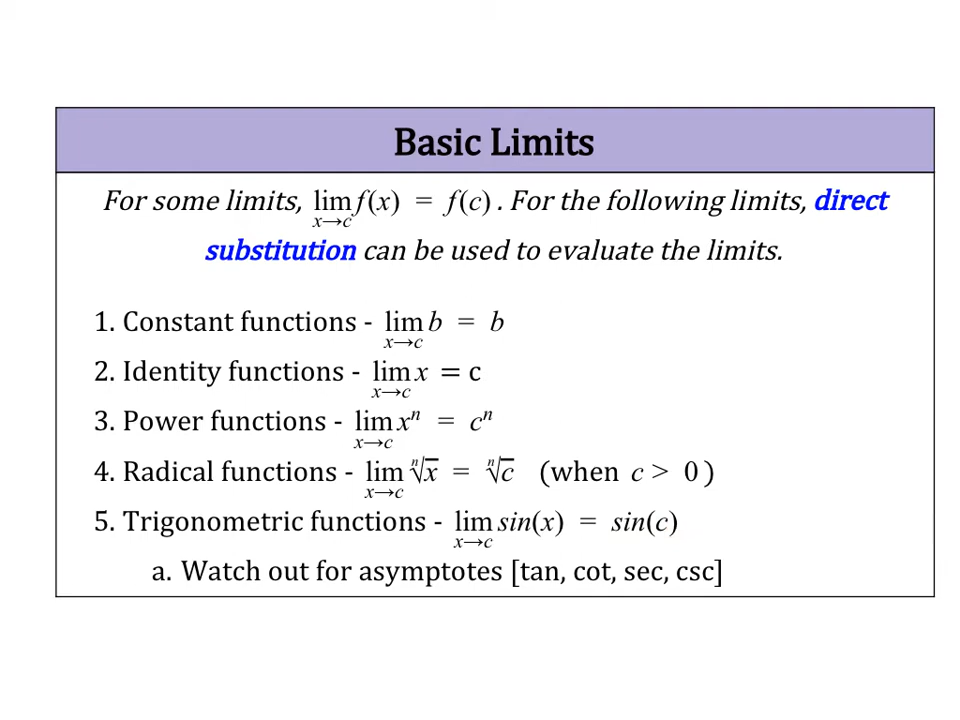 Basic Limits
For some limits, lim x→c f(x) = f(c). For the following limits, direct
substitution can be used to evaluate the limits.
1. Constant functions - lim x→c b = b
2. Identity functions - lim x→c x = c
3. Power functions - lim x→c xⁿ = cⁿ
4. Radical functions - lim x→c ⁿ√x = ⁿ√c (when c > 0)
5. Trigonometric functions - lim x→c sin(x) = sin(c)
a. Watch out for asymptotes [tan, cot, sec, csc]